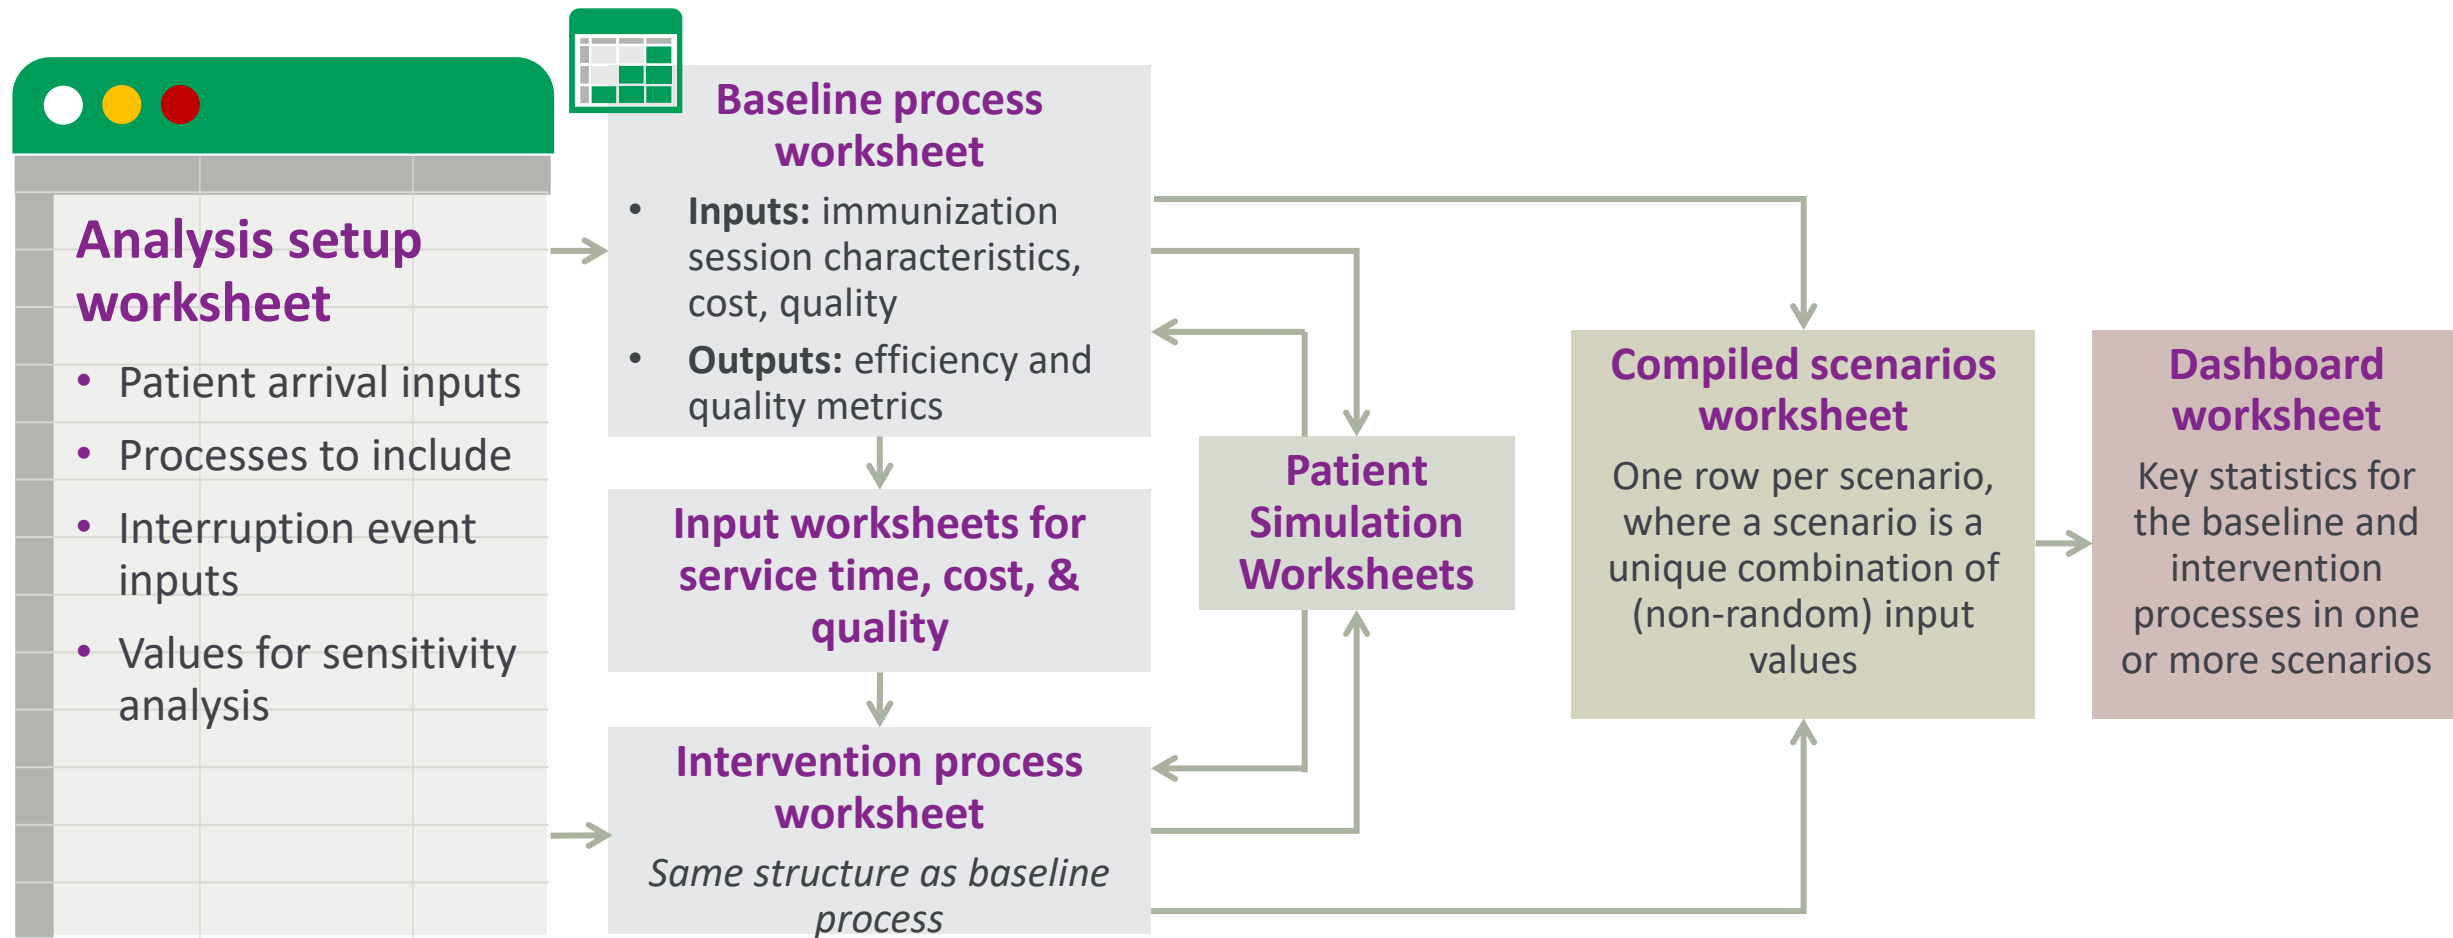 Analysis setup
worksheet
• Patient arrival inputs
• Processes to include
• Interruption event
inputs
• Values for sensitivity
analysis
Baseline process
worksheet
• Inputs: immunization
session characteristics,
cost, quality
• Outputs: efficiency and
quality metrics
Input worksheets for
service time, cost, &
quality
Intervention process
worksheet
Same structure as baseline
process
Patient
Simulation
Worksheets
Compiled scenarios
worksheet
One row per scenario,
where a scenario is a
unique combination of
(non-random) input
values
Dashboard
worksheet
Key statistics for
the baseline and
intervention
processes in one
or more scenarios